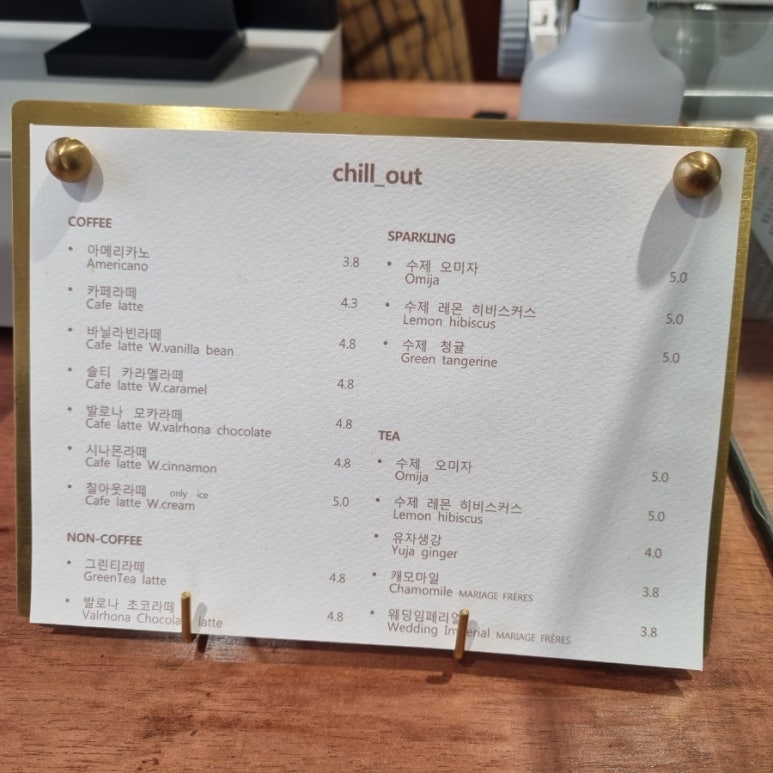 chill_out
COFFEE
• 아메리카노
Americano 3.8
• 카페라떼
Cafe latte 4.3
• 바닐라빈라떼
Cafe latte W.vanilla bean 4.8
• 솔티 카라멜라떼
Cafe latte W.caramel 4.8
• 발로나 모카라떼
Cafe latte W.valrhona chocolate 4.8
• 시나몬라떼
Cafe latte W.cinnamon 4.8
• 칠아웃라떼 only ice
Cafe latte W.cream 5.0
NON-COFFEE
• 그린티라떼
GreenTea latte 4.8
• 발로나 초코라떼
Valrhona latte 4.8
SPARKLING
• 수제 오미자
Omija 5.0
• 수제 레몬 히비스커스
Lemon hibiscus 5.0
• 수제 청귤
Green tangerine 5.0
TEA
• 수제 오미자
Omija 5.0
• 수제 레몬 히비스커스
Lemon hibiscus 5.0
• 유자생강
Yuja ginger 4.0
• 캐모마일
Chamomile MARIAGE FRÈRES 3.8
• 웨딩임페리얼
Wedding Imperial MARIAGE FRÈRES 3.8